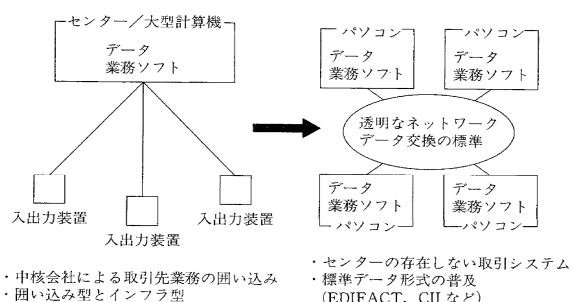 センター／大型計算機
データ
業務ソフト
入出力装置
入出力装置
入出力装置
・中核会社による取引先業務の囲い込み
・囲い込み型とインフラ型
パソコン
データ
業務ソフト
パソコン
データ
業務ソフト
透明なネットワーク
データ交換の標準
データ
業務ソフト
パソコン
データ
業務ソフト
パソコン
・センターの存在しない取引システム
・標準データ形式の普及
(EDIFACT，CIIなど)